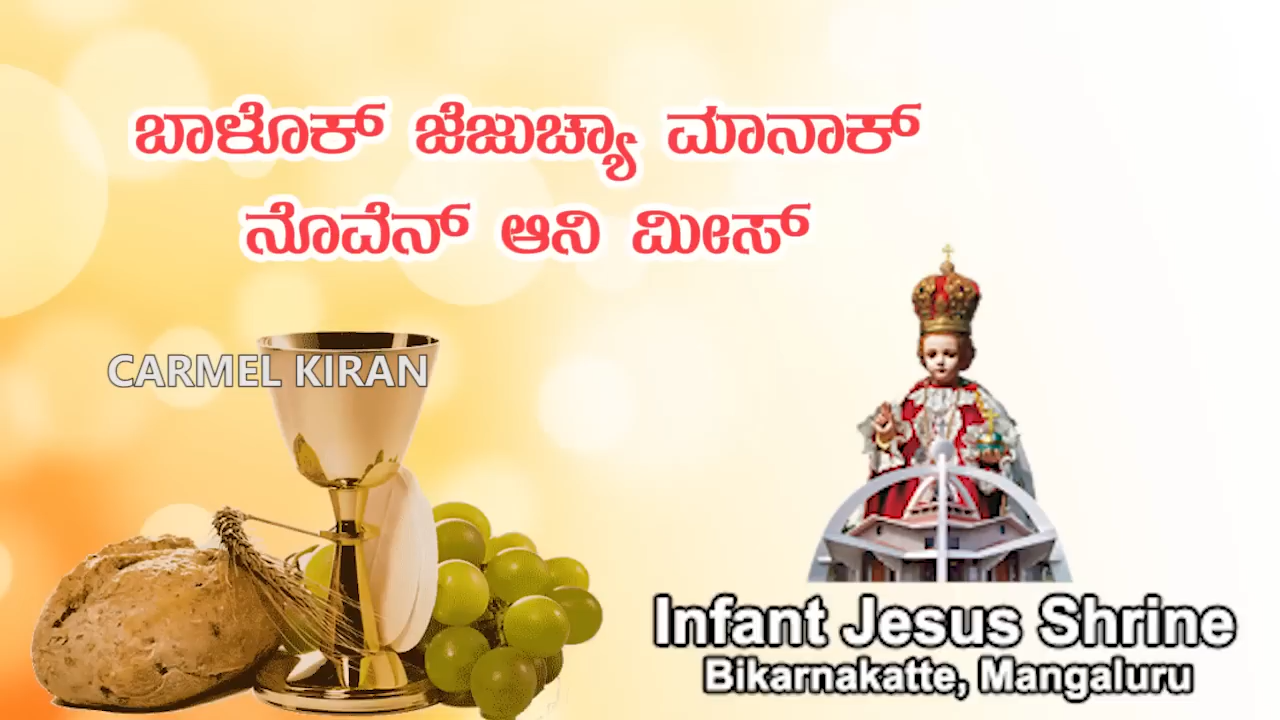 ಬಾಳೊಕ್ ಜೆಜುಚ್ಯಾ ಮಾನಾಕ್
ನೊವೆನ್ ಆನಿ ಮೀಸ್
CARMEL KIRAN
Infant Jesus Shrine
Bikarnakatte, Mangaluru